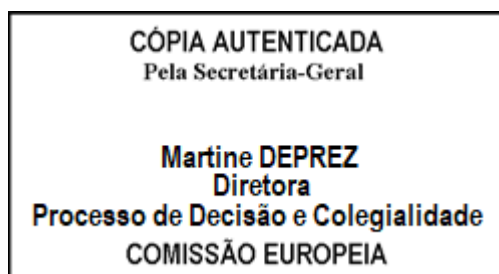 CÓPIA AUTENTICADA
Pela Secretária-Geral
Martine DEPREZ
Diretora
Processo de Decisão e Colegialidade
COMISSÃO EUROPEIA